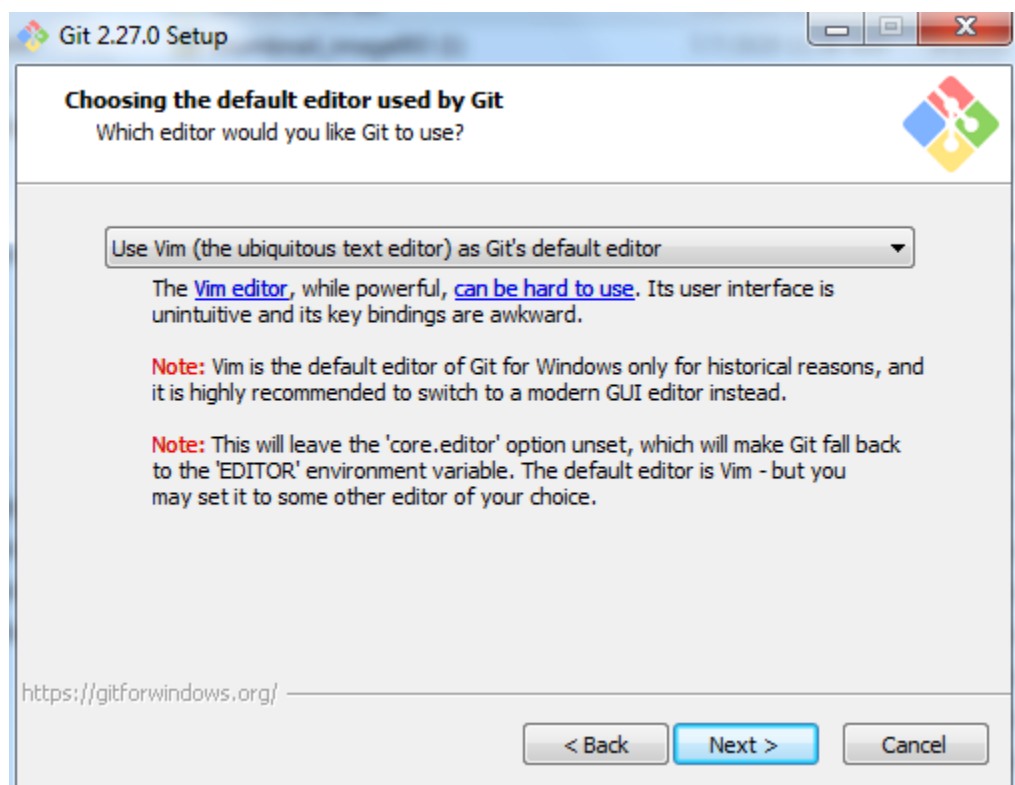 Git 2.27.0 Setup
Choosing the default editor used by Git
Which editor would you like Git to use?
Use Vim (the ubiquitous text editor) as Git's default editor
The Vim editor, while powerful, can be hard to use. Its user interface is
unintuitive and its key bindings are awkward.
Note: Vim is the default editor of Git for Windows only for historical reasons, and
it is highly recommended to switch to a modern GUI editor instead.
Note: This will leave the 'core.editor' option unset, which will make Git fall back
to the 'EDITOR' environment variable. The default editor is Vim - but you
may set it to some other editor of your choice.
https://gitforwindows.org/
< Back Next > Cancel